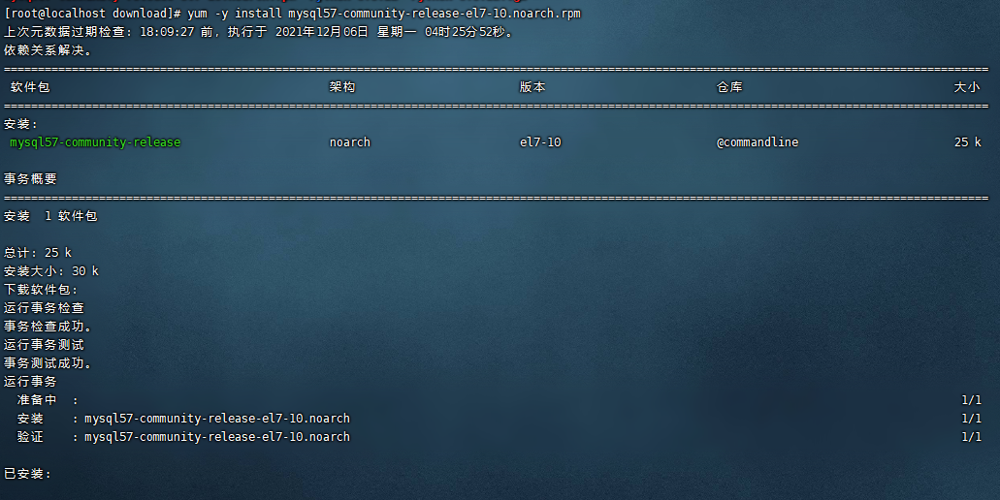 [root@localhost download]# yum -y install mysql57-community-release-el7-10.noarch.rpm
上次元数据过期检查: 18:09:27 前, 执行于 2021年12月06日 星期一 04时25分52秒。
依赖关系解决。
软件包 架构 版本 仓库 大小
安装:
mysql57-community-release noarch el7-10 @commandline 25 k
事务概要
安装 1 软件包
总计: 25 k
安装大小: 30 k
下载软件包:
运行事务检查
事务检查成功。
运行事务测试
事务测试成功。
运行事务
准备中 : 1/1
安装 : mysql57-community-release-el7-10.noarch 1/1
验证 : mysql57-community-release-el7-10.noarch 1/1
已安装: